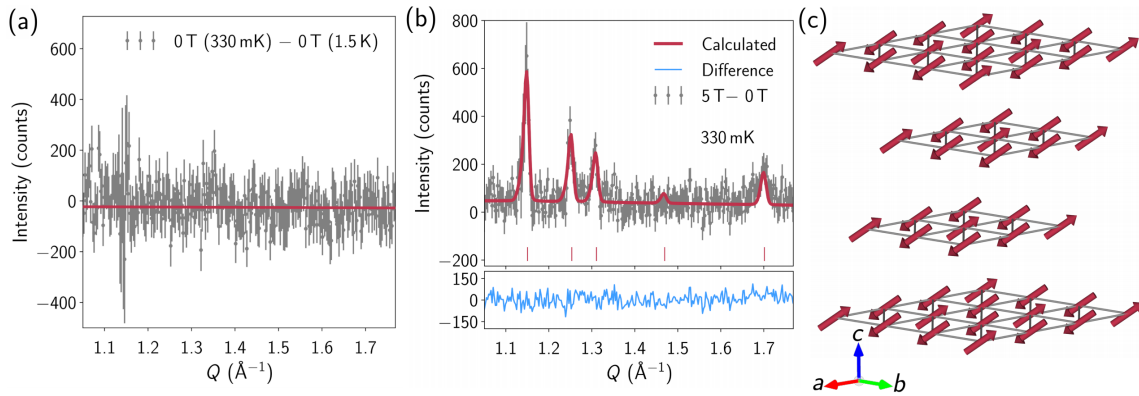 (a)
0 T (330 mK) − 0 T (1.5 K)
Intensity (counts)
600
400
200
0
−200
−400
1.1 1.2 1.3 1.4 1.5 1.6 1.7
Q (Å⁻¹)
(b)
Calculated
Difference
5 T − 0 T
330 mK
Intensity (counts)
800
600
400
200
0
−200
150
0
−150
1.1 1.2 1.3 1.4 1.5 1.6 1.7
Q (Å⁻¹)
(c)
c
a
b